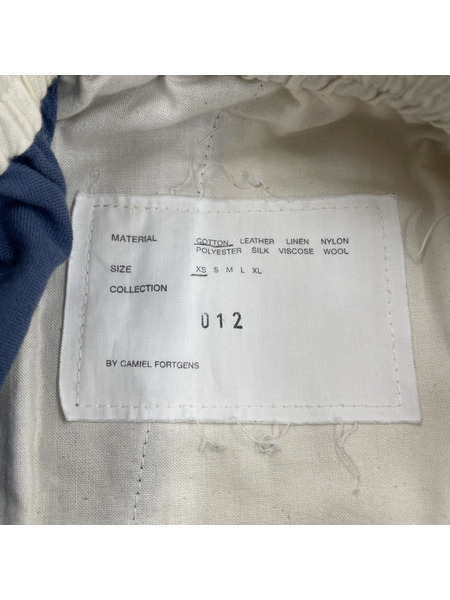 MATERIAL COTTON LEATHER LINEN NYLON
POLYESTER SILK VISCOSE WOOL
SIZE XS S M L XL
COLLECTION
012
BY CAMIEL FORTGENS